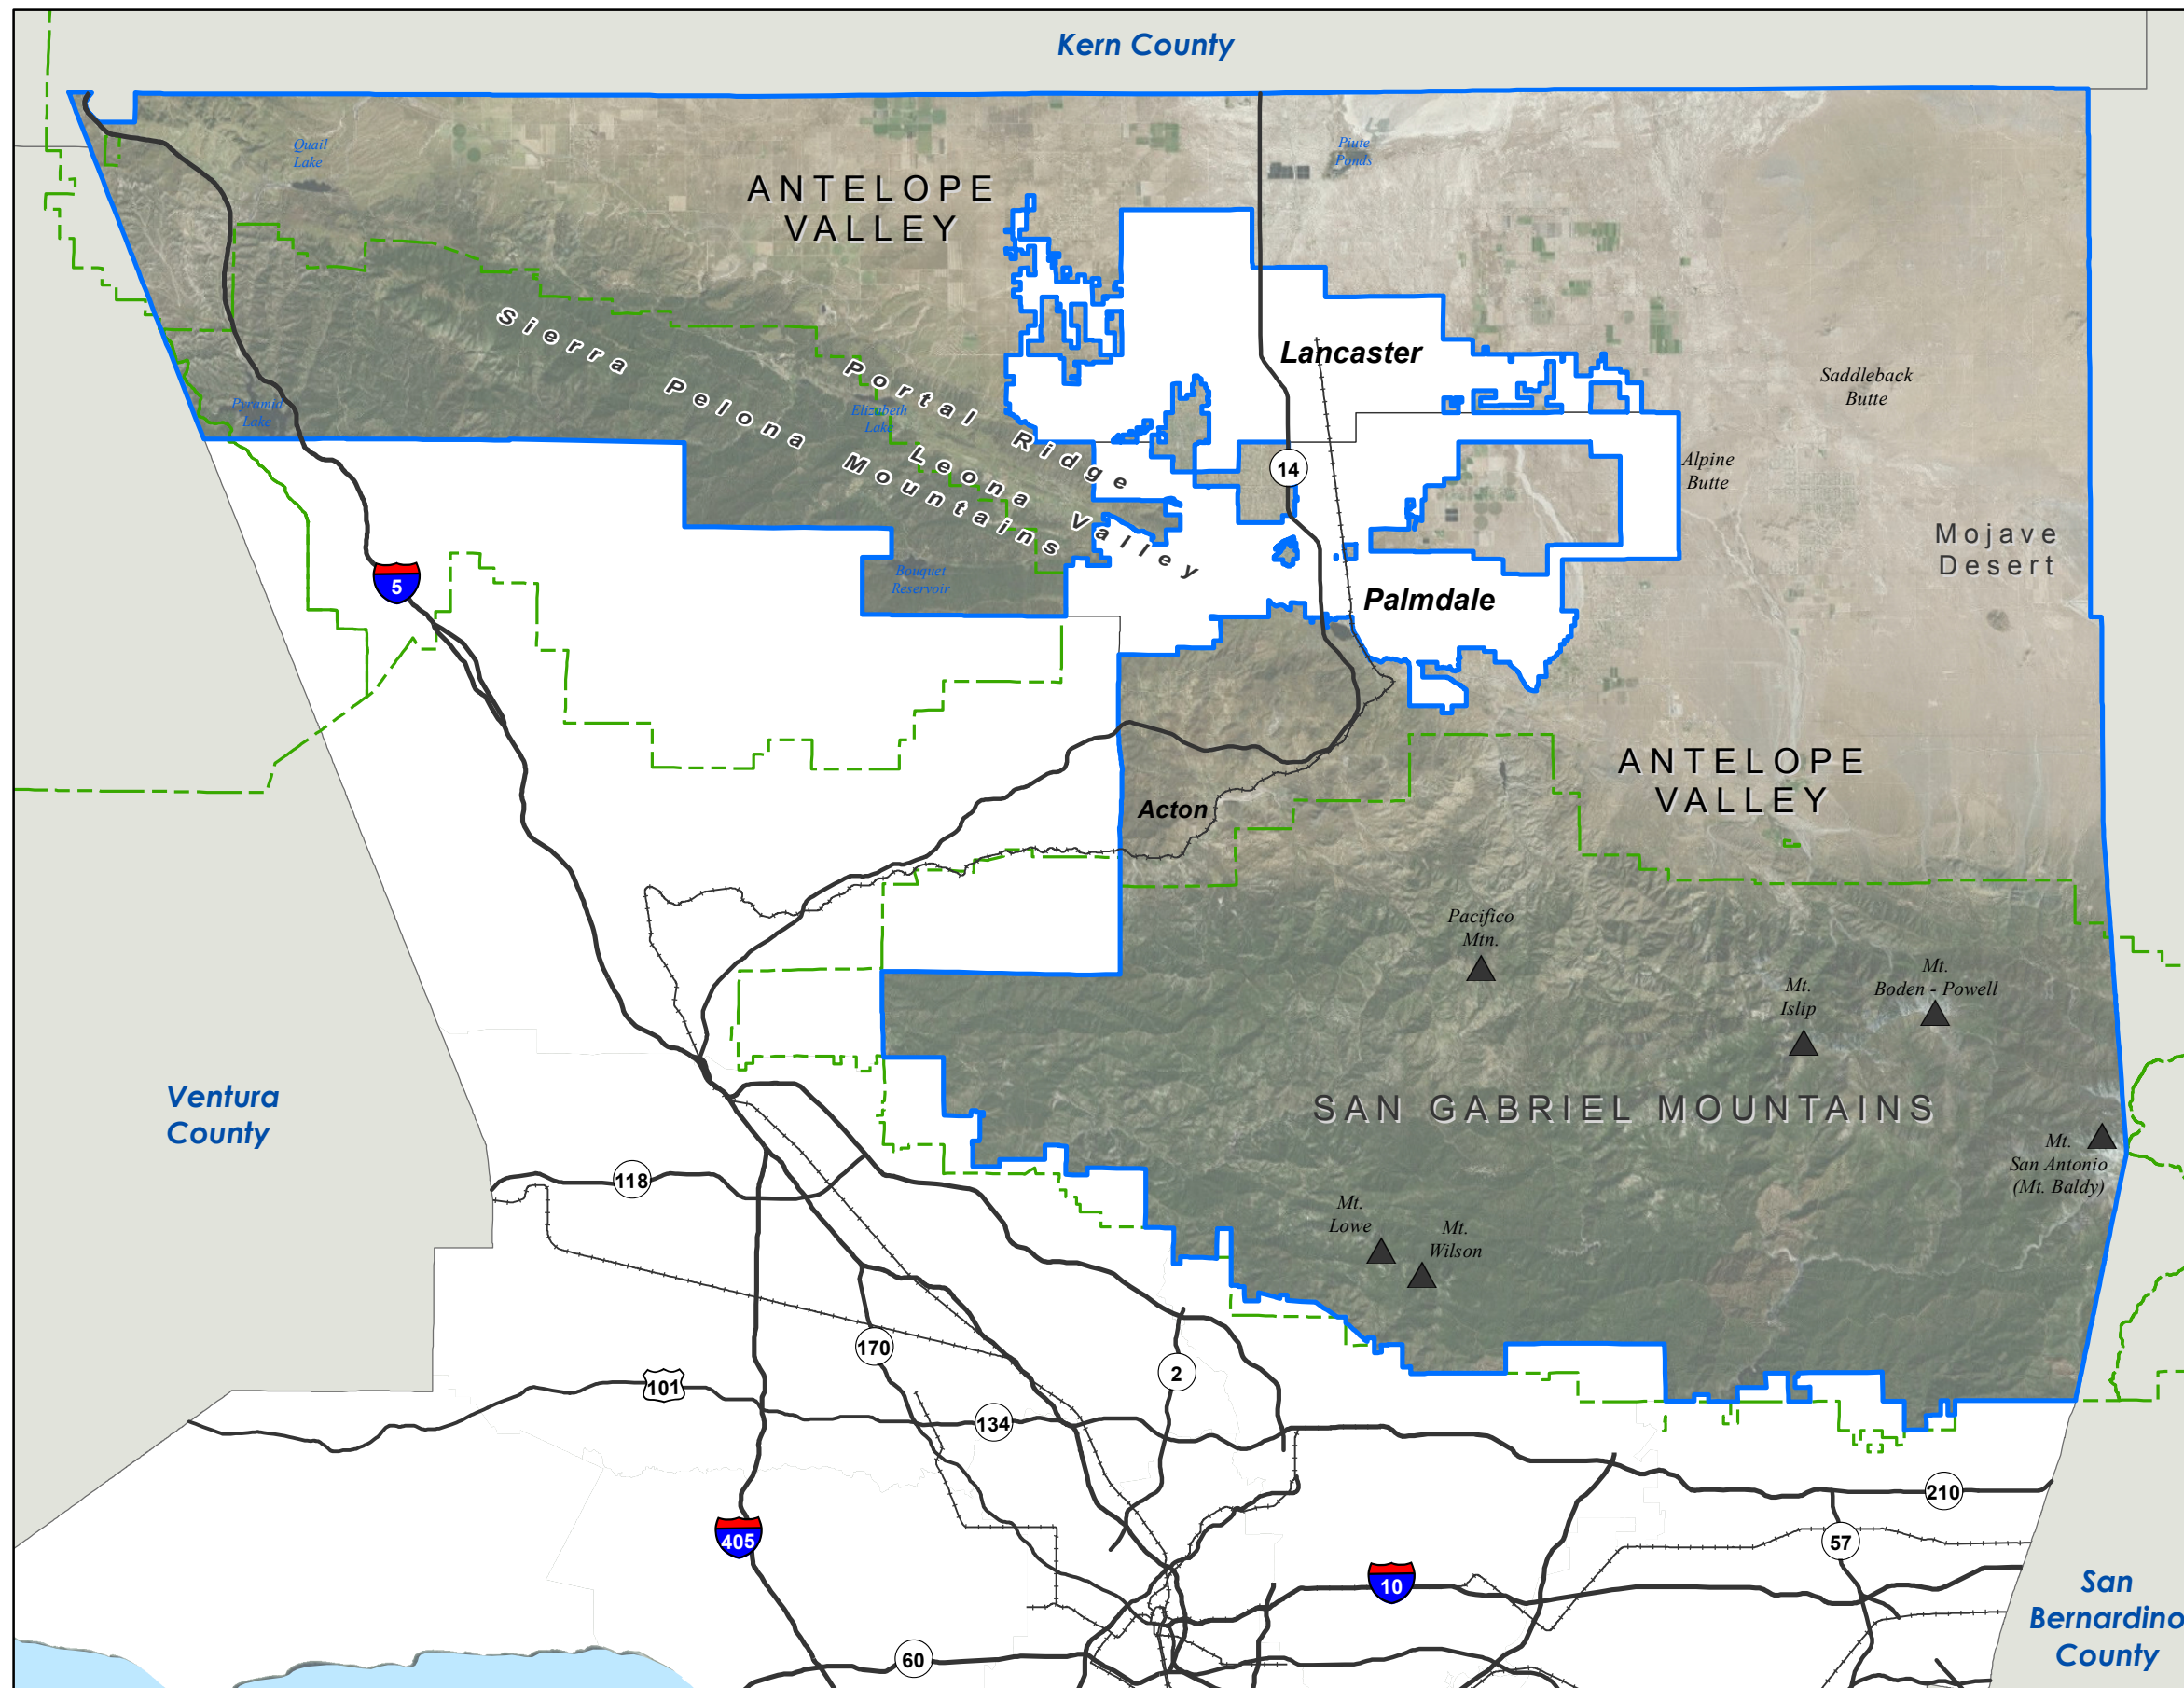 Kern County
Quail
Lake
Piute
Ponds
ANTELOPE
VALLEY
Sierra Pelona Mountains
Portal Ridge
Leona Valley
Lancaster
Saddleback
Butte
Pyramid
Lake
Elizabeth
Lake
14
Alpine
Butte
Mojave
Desert
5
Bouquet
Reservoir
Palmdale
ANTELOPE
VALLEY
Acton
Pacifico
Mtn.
Mt.
Islip
Mt.
Boden - Powell
SAN GABRIEL MOUNTAINS
Ventura
County
Mt.
San Antonio
(Mt. Baldy)
118
Mt.
Lowe
Mt.
Wilson
170
2
101
134
210
405
57
10
60
San
Bernardino
County